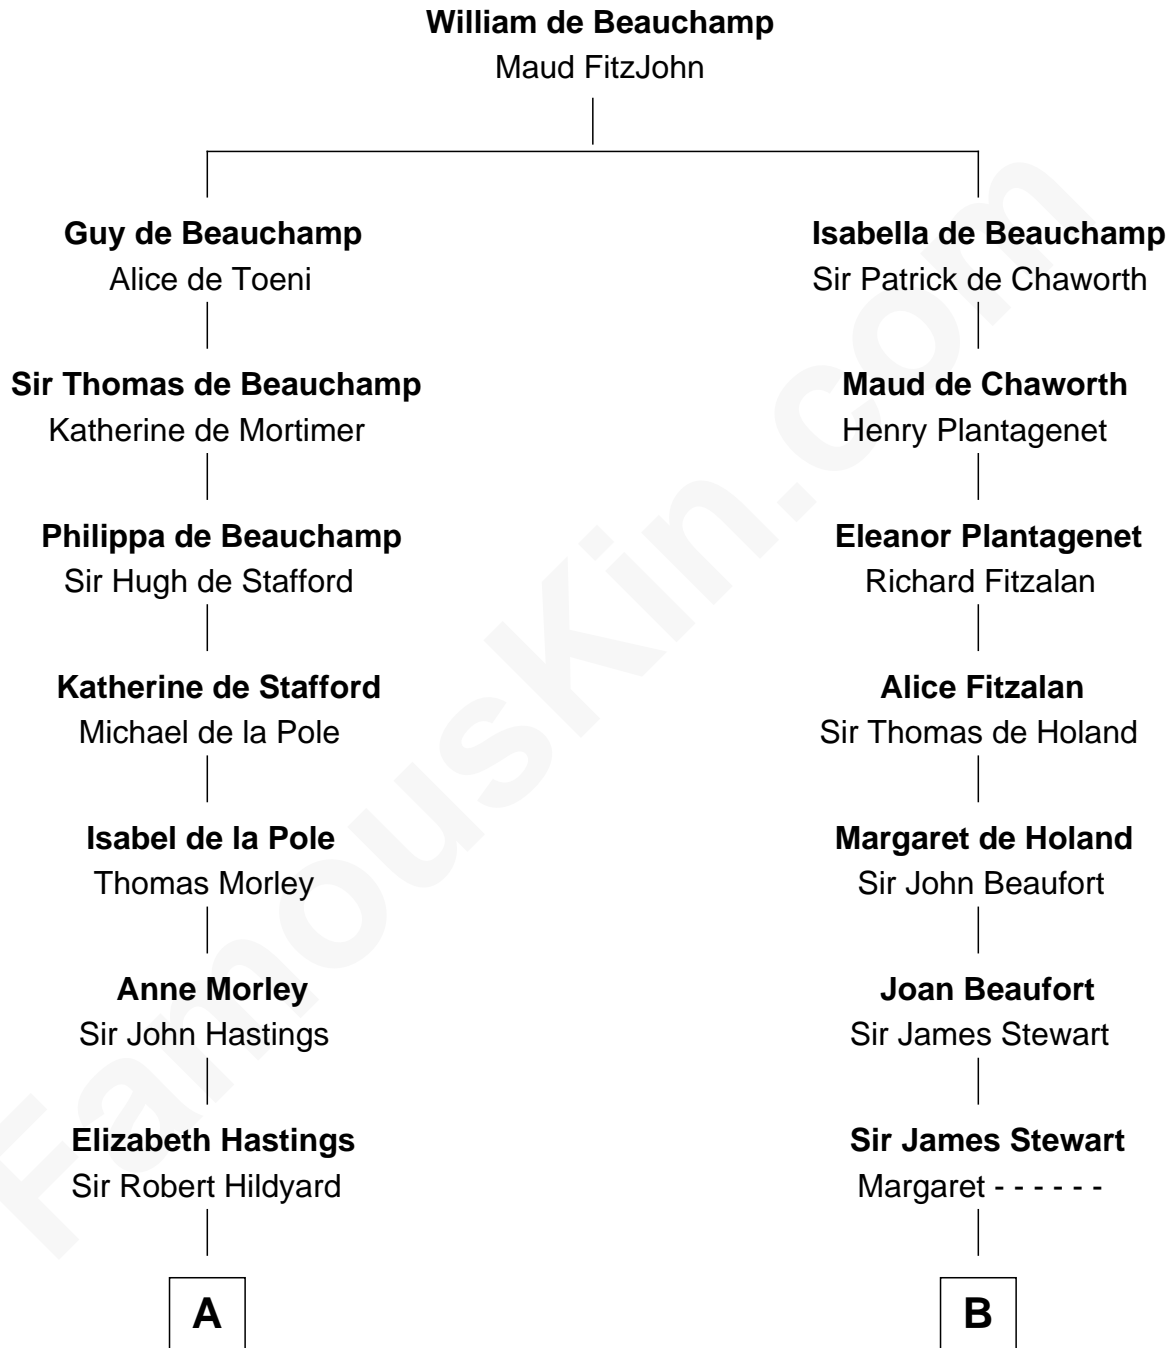 William de Beauchamp
Maud FitzJohn
Guy de Beauchamp
Alice de Toeni
Isabella de Beauchamp
Sir Patrick de Chaworth
Sir Thomas de Beauchamp
Katherine de Mortimer
Maud de Chaworth
Henry Plantagenet
Philippa de Beauchamp
Sir Hugh de Stafford
Eleanor Plantagenet
Richard Fitzalan
Katherine de Stafford
Michael de la Pole
Alice Fitzalan
Sir Thomas de Holand
Isabel de la Pole
Thomas Morley
Margaret de Holand
Sir John Beaufort
Anne Morley
Sir John Hastings
Joan Beaufort
Sir James Stewart
Elizabeth Hastings
Sir Robert Hildyard
Sir James Stewart
Margaret - - - - - -
A
B
FamousKin.com